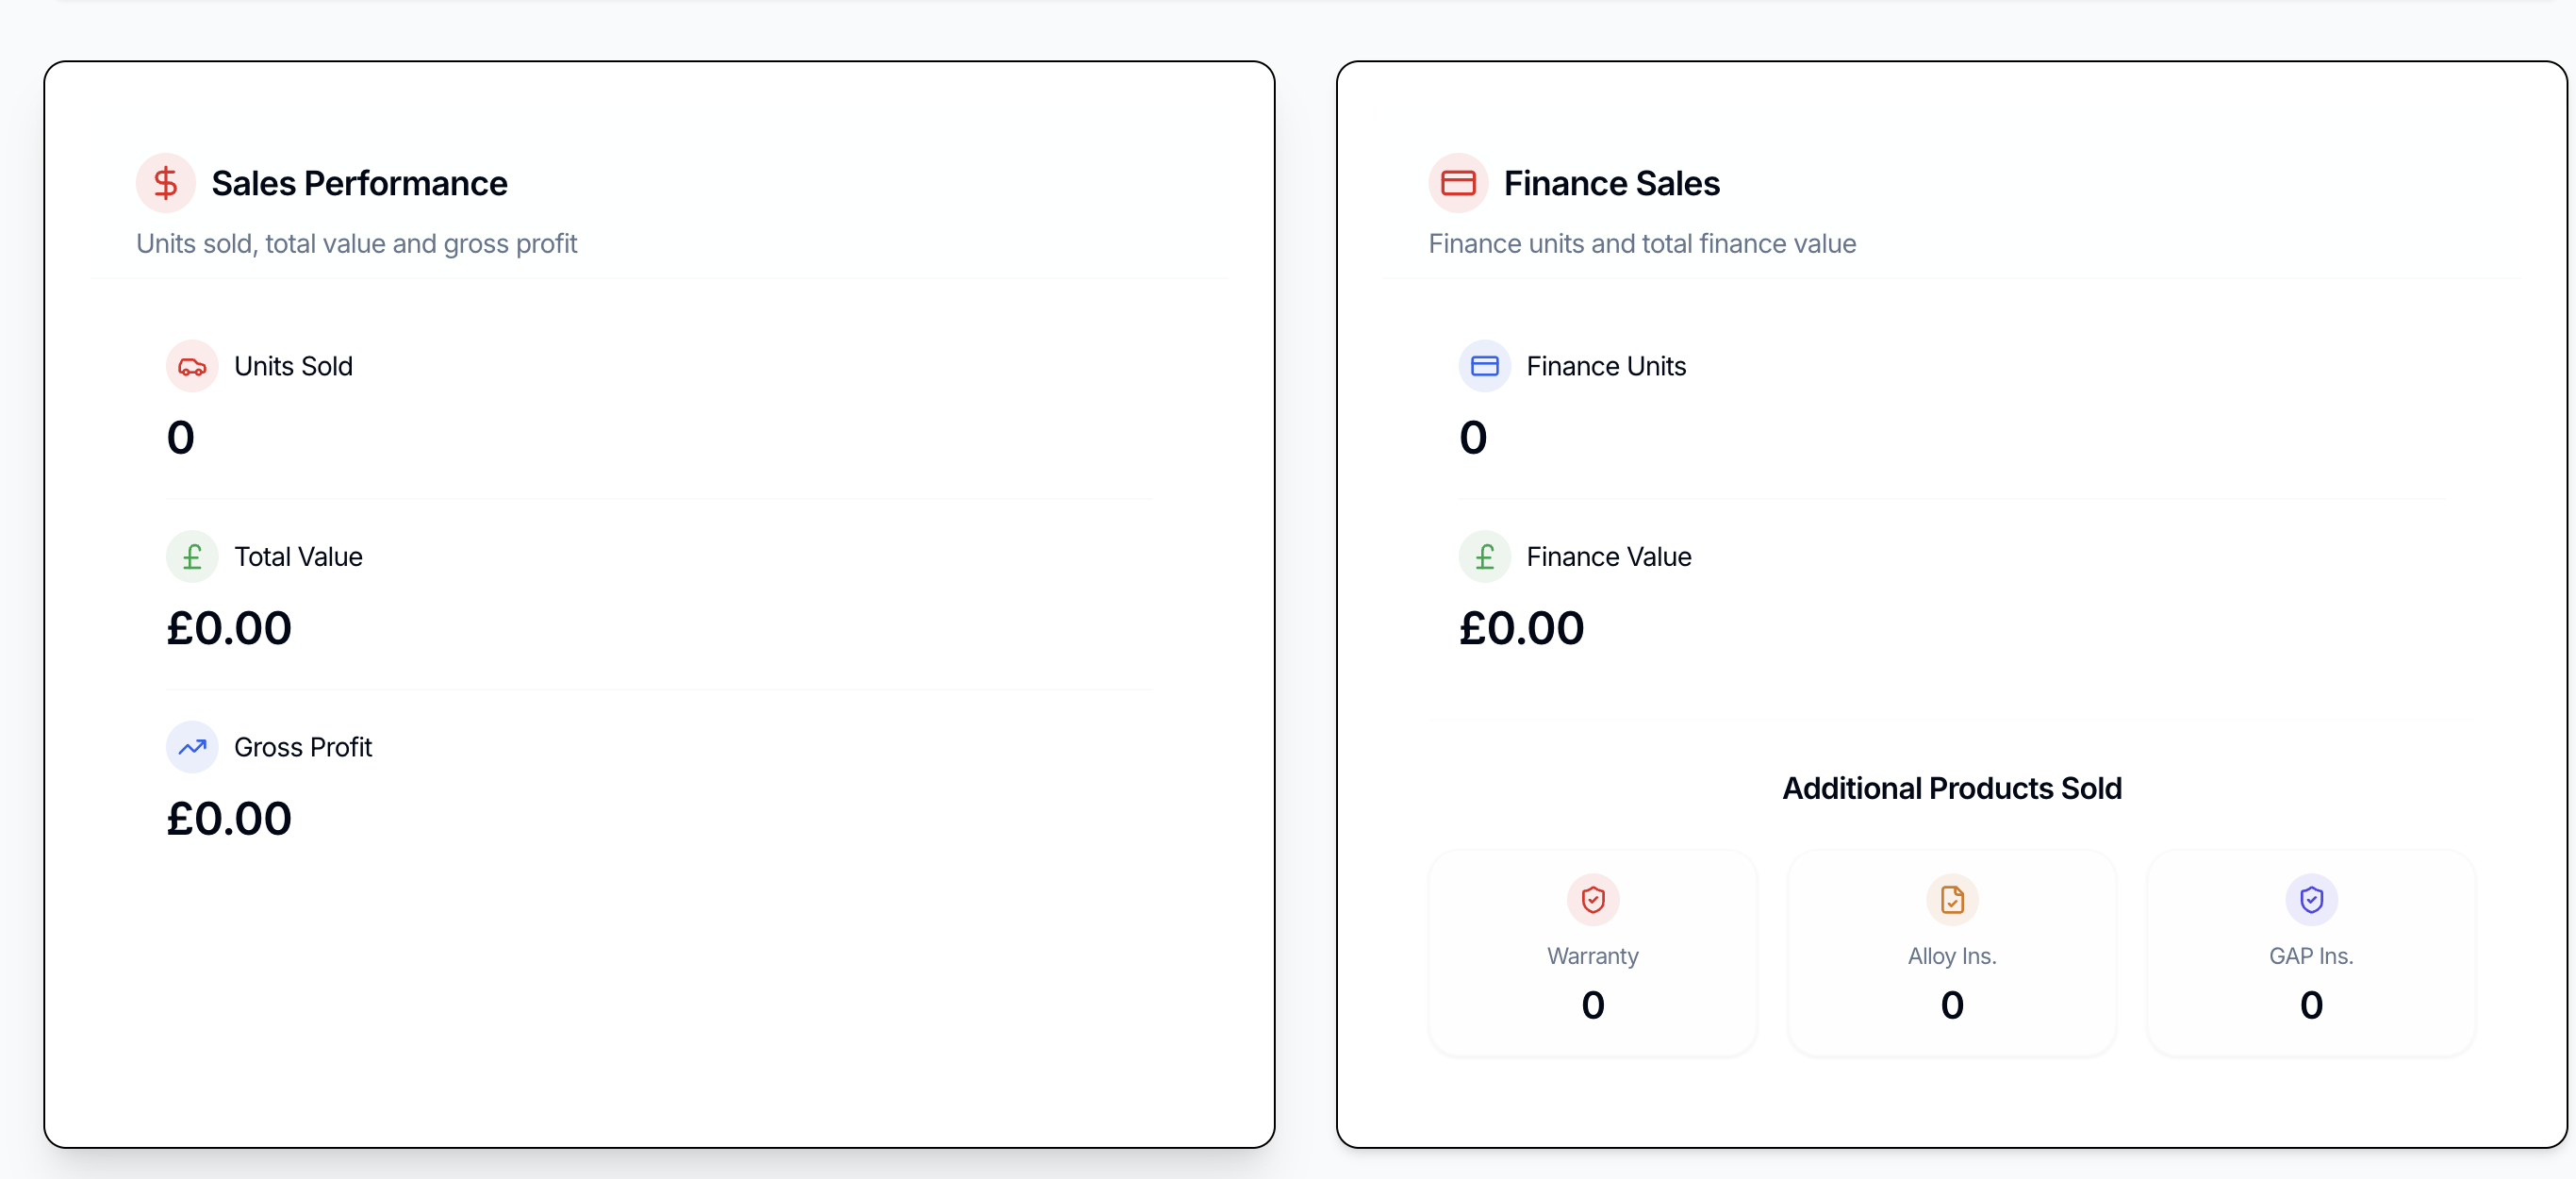 Sales Performance
Units sold, total value and gross profit
Units Sold
0
Total Value
£0.00
Gross Profit
£0.00
Finance Sales
Finance units and total finance value
Finance Units
0
Finance Value
£0.00
Additional Products Sold
Warranty
0
Alloy Ins.
0
GAP Ins.
0